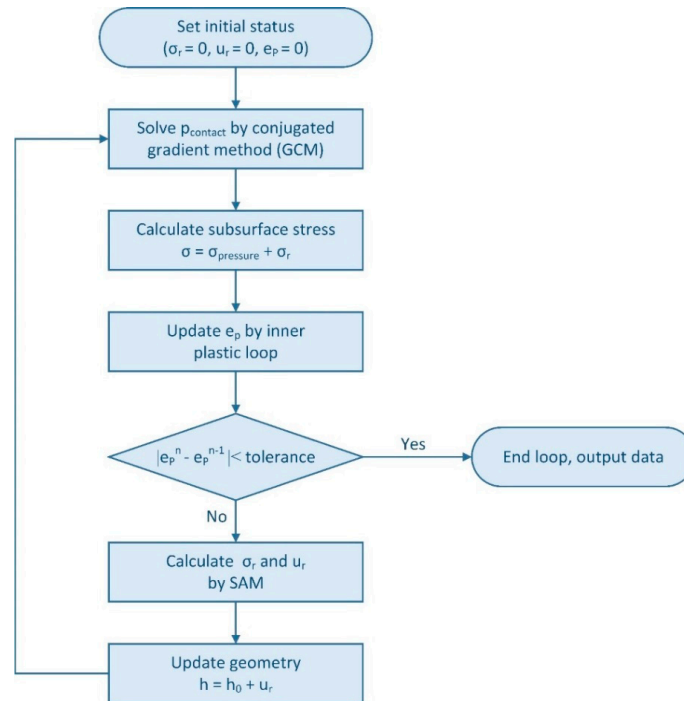 Set initial status
(σᵣ = 0, uᵣ = 0, eₚ = 0)
Solve p_contact by conjugated
gradient method (GCM)
Calculate subsurface stress
σ = σ_pressure + σᵣ
Update eₚ by inner
plastic loop
|eₚⁿ - eₚⁿ⁻¹| < tolerance
Yes
End loop, output data
No
Calculate σᵣ and uᵣ
by SAM
Update geometry
h = h₀ + uᵣ